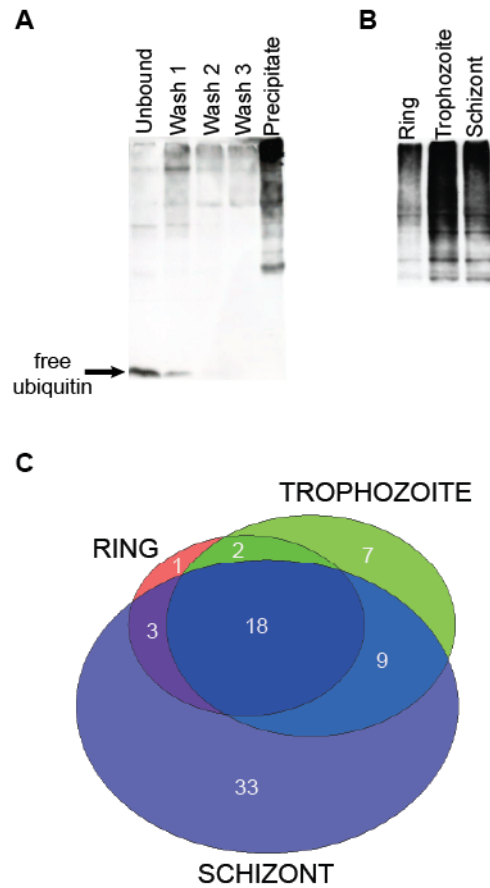 A
Unbound
Wash 1
Wash 2
Wash 3
Precipitate
free
ubiquitin
B
Ring
Trophozoite
Schizont
C
TROPHOZOITE
RING
1
2
7
3
18
9
33
SCHIZONT